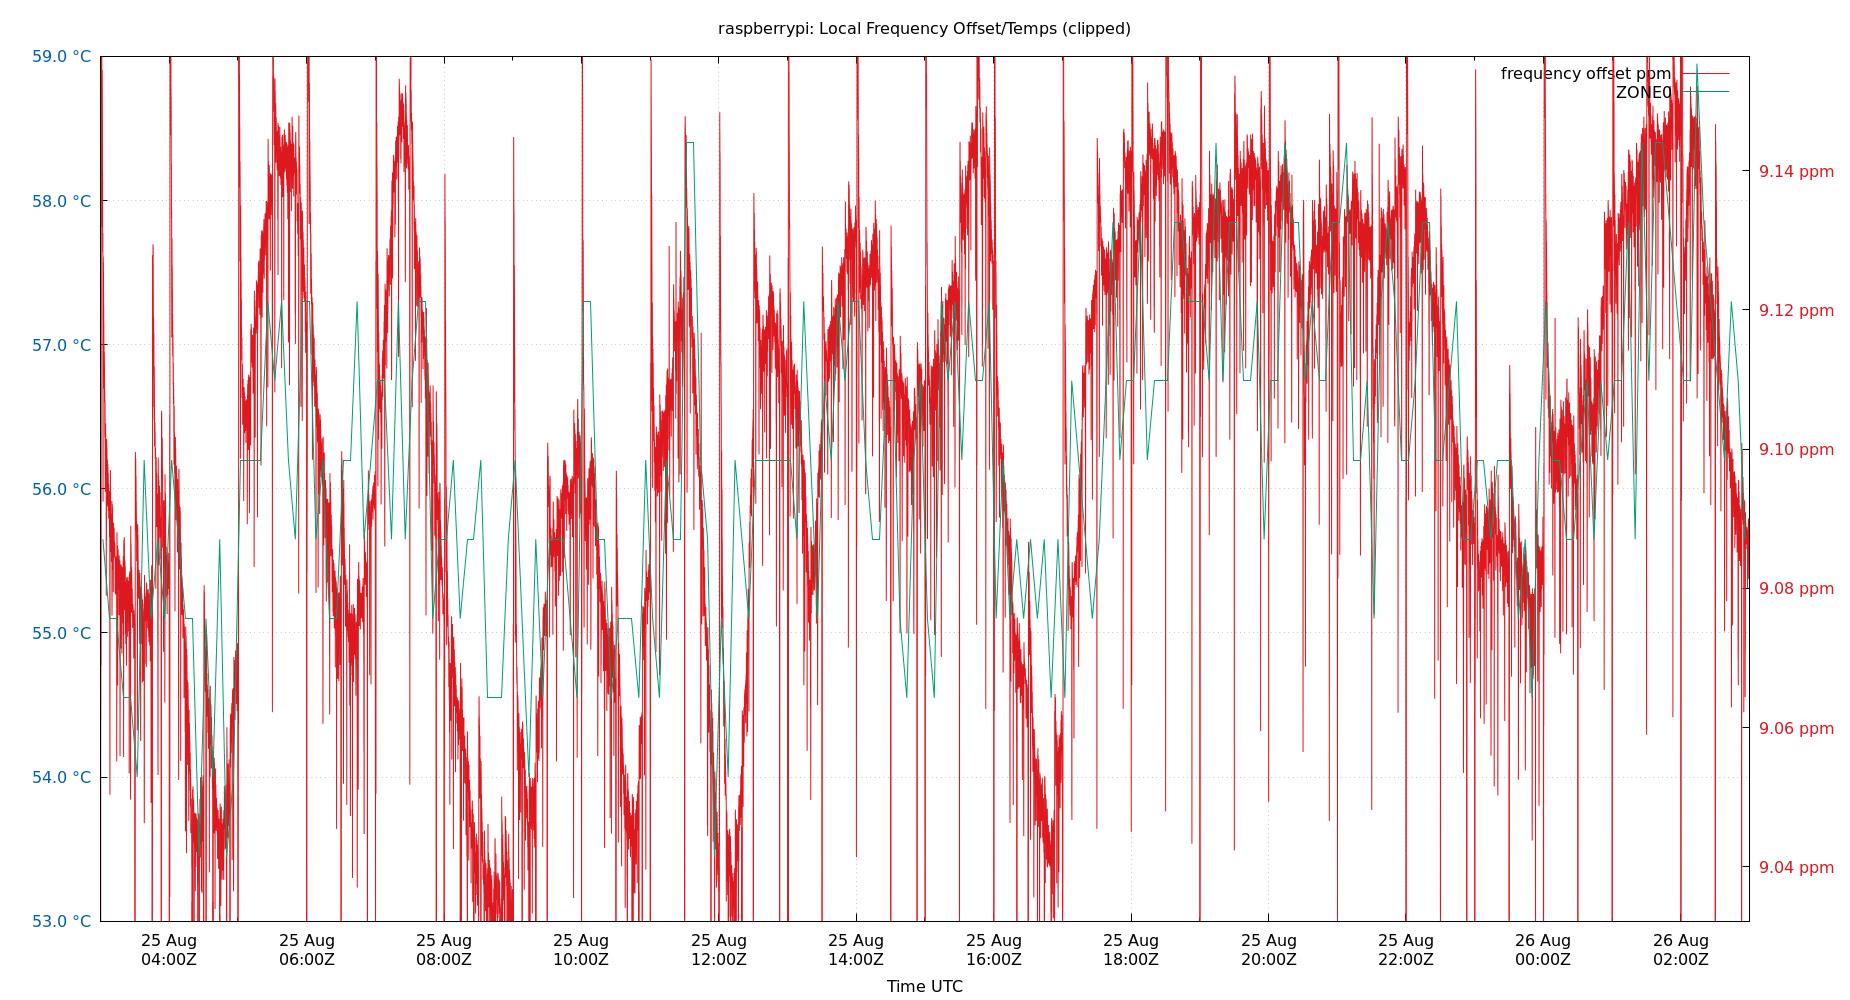 raspberrypi: Local Frequency Offset/Temps (clipped)
frequency offset ppm
ZONE0
59.0 °C
58.0 °C
57.0 °C
56.0 °C
55.0 °C
54.0 °C
53.0 °C
9.14 ppm
9.12 ppm
9.10 ppm
9.08 ppm
9.06 ppm
9.04 ppm
25 Aug 25 Aug 25 Aug 25 Aug 25 Aug 25 Aug 25 Aug 25 Aug 25 Aug 25 Aug 26 Aug 26 Aug
04:00Z 06:00Z 08:00Z 10:00Z 12:00Z 14:00Z 16:00Z 18:00Z 20:00Z 22:00Z 00:00Z 02:00Z
Time UTC